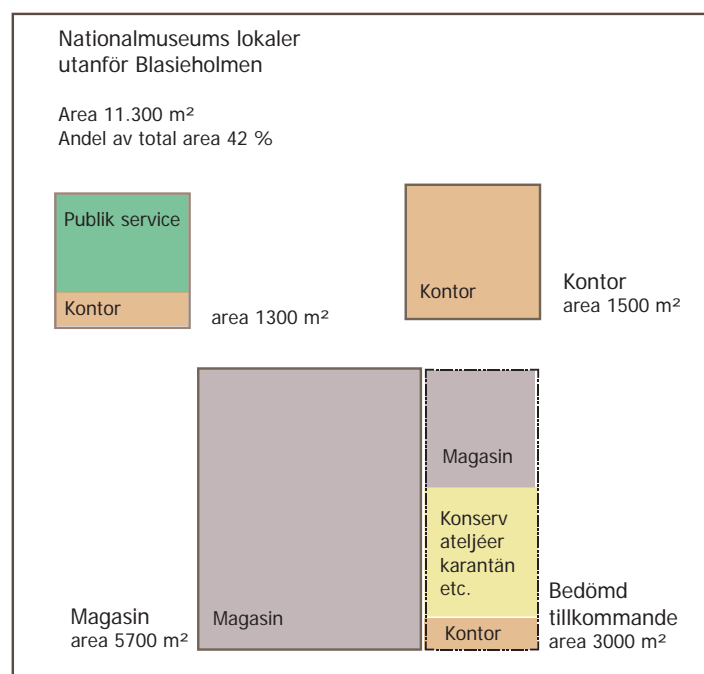 Nationalmuseums lokaler
utanför Blasieholmen
Area 11.300 m²
Andel av total area 42 %
Publik service
Kontor
area 1300 m²
Kontor
Kontor
area 1500 m²
Magasin
area 5700 m²
Magasin
Magasin
Konserv
ateljéer
karantän
etc.
Kontor
Bedömd
tillkommande
area 3000 m²